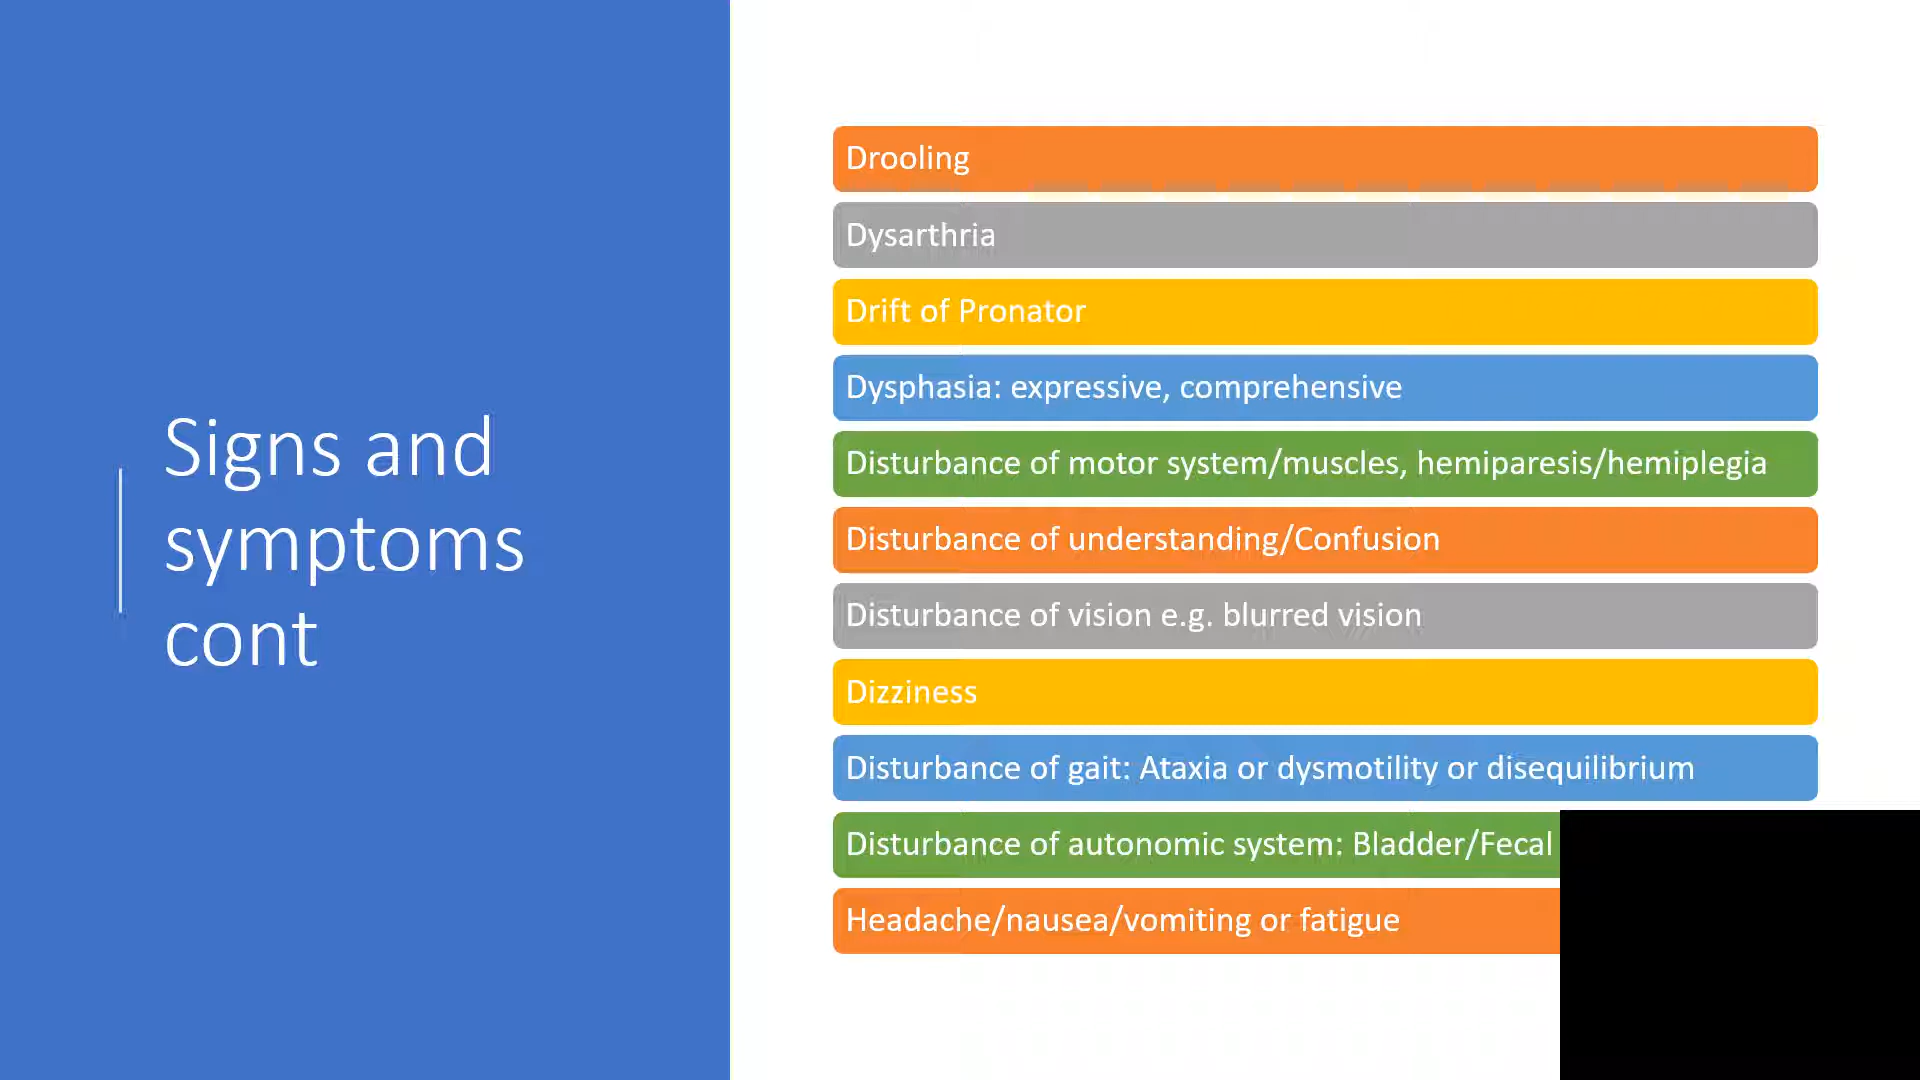 Signs and
symptoms
cont
Drooling
Dysarthria
Drift of Pronator
Dysphasia: expressive, comprehensive
Disturbance of motor system/muscles, hemiparesis/hemiplegia
Disturbance of understanding/Confusion
Disturbance of vision e.g. blurred vision
Dizziness
Disturbance of gait: Ataxia or dysmotility or disequilibrium
Disturbance of autonomic system: Bladder/Fecal
Headache/nausea/vomiting or fatigue